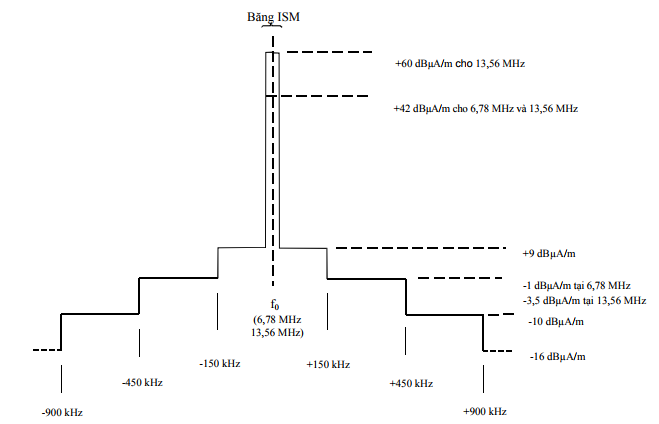 Băng ISM
+60 dBµA/m cho 13,56 MHz
+42 dBµA/m cho 6,78 MHz và 13,56 MHz
+9 dBµA/m
-1 dBµA/m tại 6,78 MHz
-3,5 dBµA/m tại 13,56 MHz
-10 dBµA/m
-16 dBµA/m
f₀
(6,78 MHz
13,56 MHz)
-150 kHz
+150 kHz
-450 kHz
+450 kHz
-900 kHz
+900 kHz